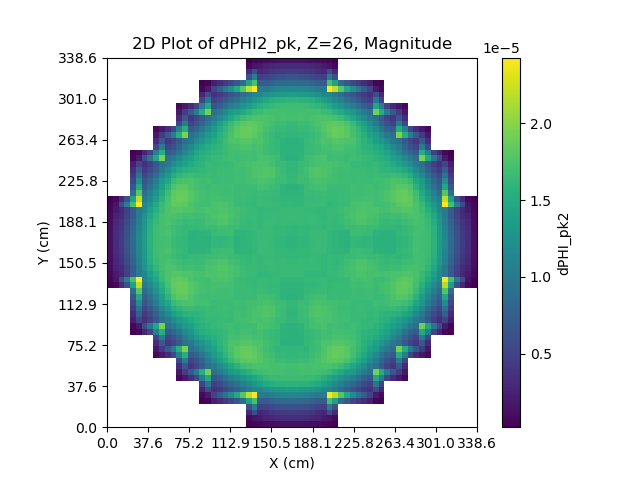 2D Plot of dPHI2_pk, Z=26, Magnitude
1e−5
338.6
301.0
263.4
225.8
188.1
150.5
112.9
75.2
37.6
0.0
Y (cm)
0.0 37.6 75.2 112.9 150.5 188.1 225.8 263.4 301.0 338.6
X (cm)
2.0
1.5
1.0
0.5
dPHI_pk2